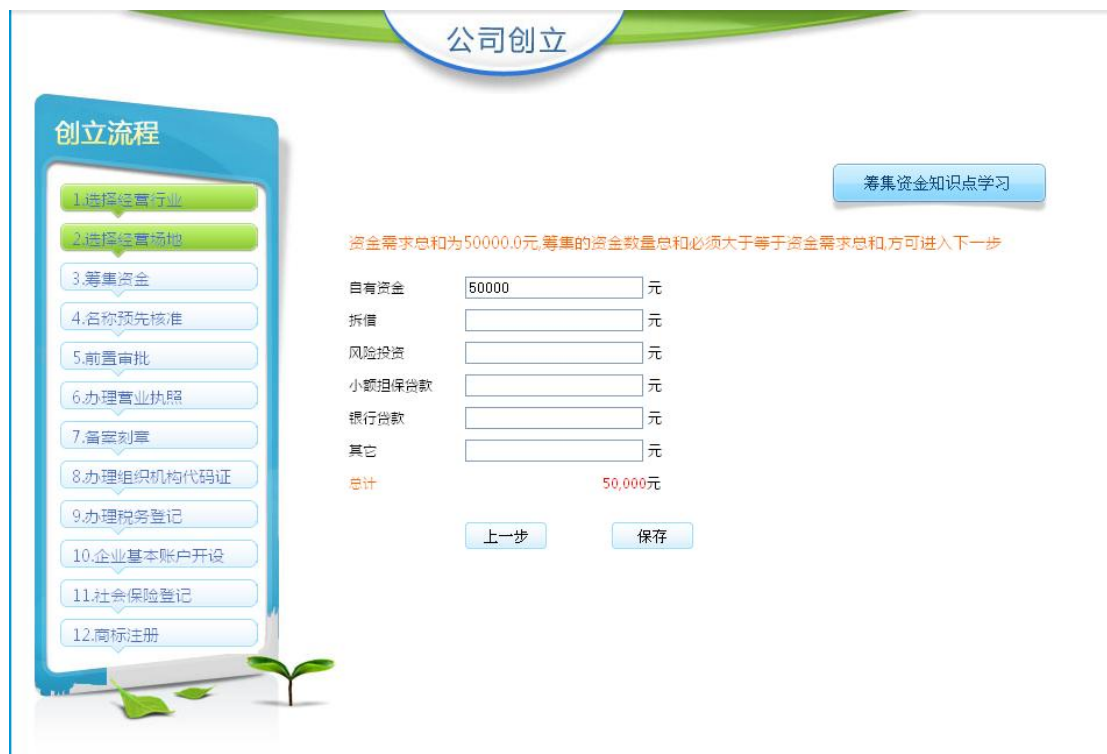 公司创立
创立流程
1.选择经营行业
2.选择经营场地
3.筹集资金
4.名称预先核准
5.前置审批
6.办理营业执照
7.备案刻章
8.办理组织机构代码证
9.办理税务登记
10.企业基本账户开设
11.社会保险登记
12.商标注册
筹集资金知识点学习
资金需求总和为50000.0元,筹集的资金数量总和必须大于等于资金需求总和,方可进入下一步
自有资金 50000 元
拆借 元
风险投资 元
小额担保贷款 元
银行贷款 元
其它 元
总计 50,000元
上一步 保存